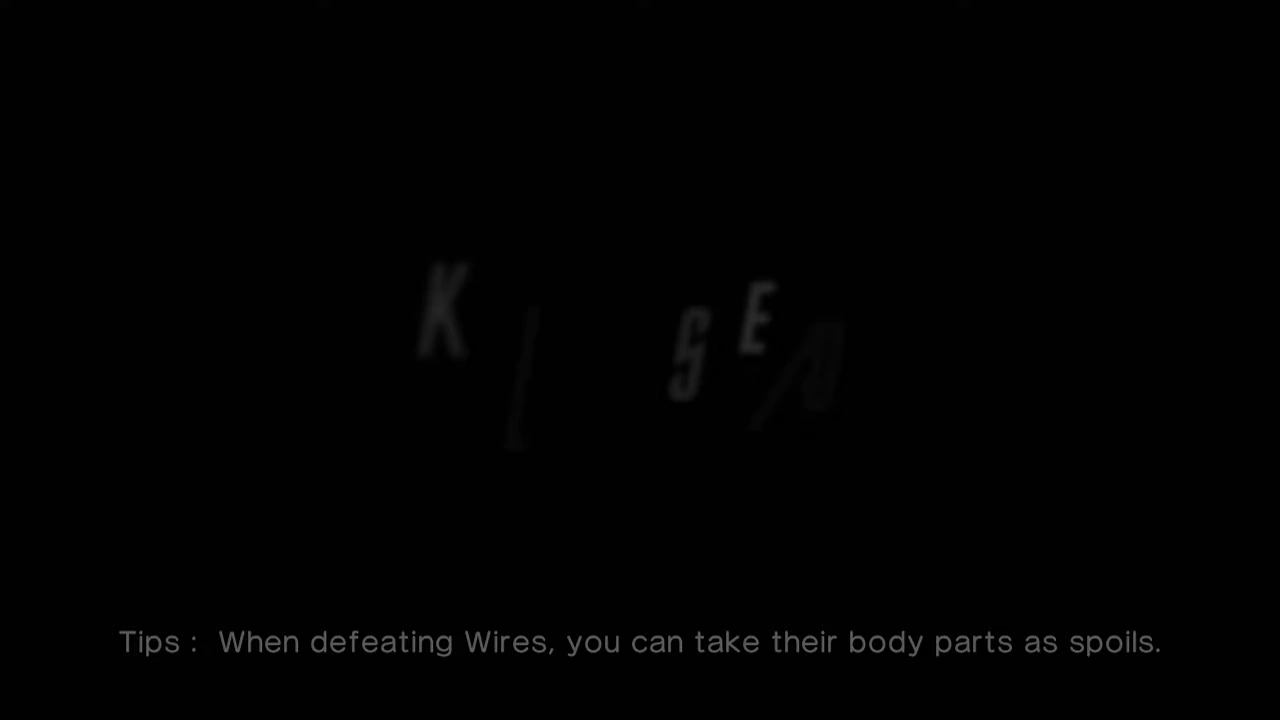 K S E
Tips : When defeating Wires, you can take their body parts as spoils.